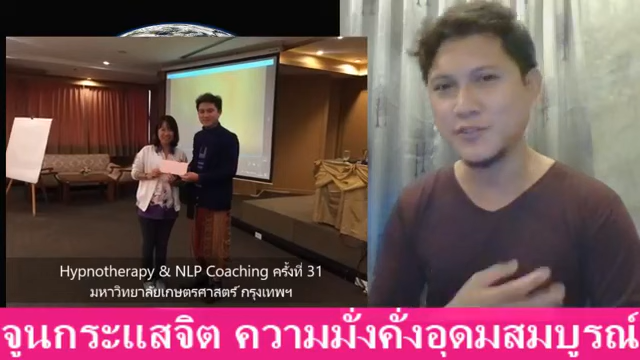 Hypnotherapy & NLP Coaching ครั้งที่ 31
มหาวิทยาลัยเกษตรศาสตร์ กรุงเทพฯ
จูนกระแสจิต ความมั่งคั่งอุดมสมบูรณ์